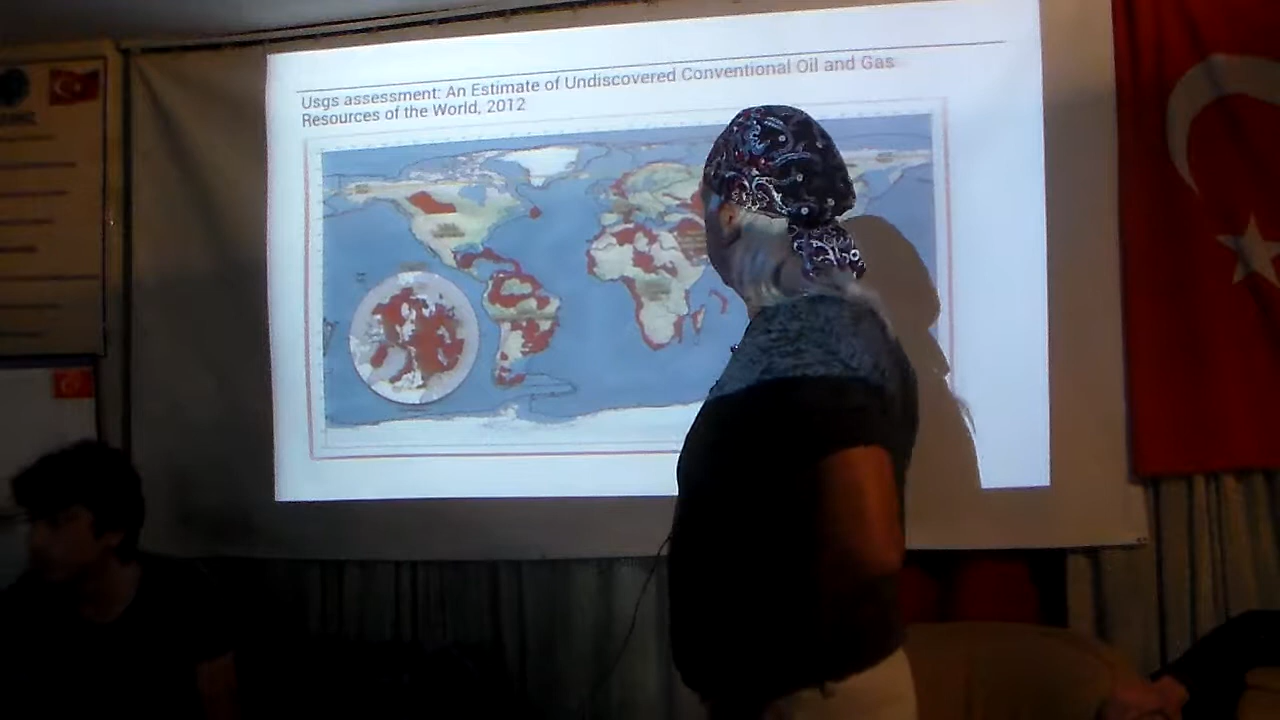 Usgs assessment: An Estimate of Undiscovered Conventional Oil and Gas
Resources of the World, 2012